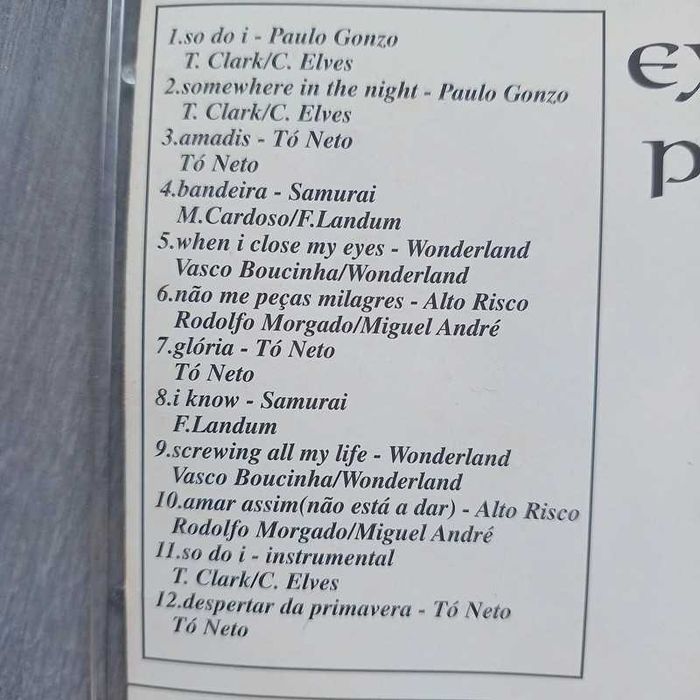 1.so do i - Paulo Gonzo
T. Clark/C. Elves
2.somewhere in the night - Paulo Gonzo
T. Clark/C. Elves
3.amadis - Tó Neto
Tó Neto
4.bandeira - Samurai
M.Cardoso/F.Landum
5.when i close my eyes - Wonderland
Vasco Boucinha/Wonderland
6.não me peças milagres - Alto Risco
Rodolfo Morgado/Miguel André
7.glória - Tó Neto
Tó Neto
8.i know - Samurai
F.Landum
9.screwing all my life - Wonderland
Vasco Boucinha/Wonderland
10.amar assim(não está a dar) - Alto Risco
Rodolfo Morgado/Miguel André
11.so do i - instrumental
T. Clark/C. Elves
12.despertar da primavera - Tó Neto
Tó Neto